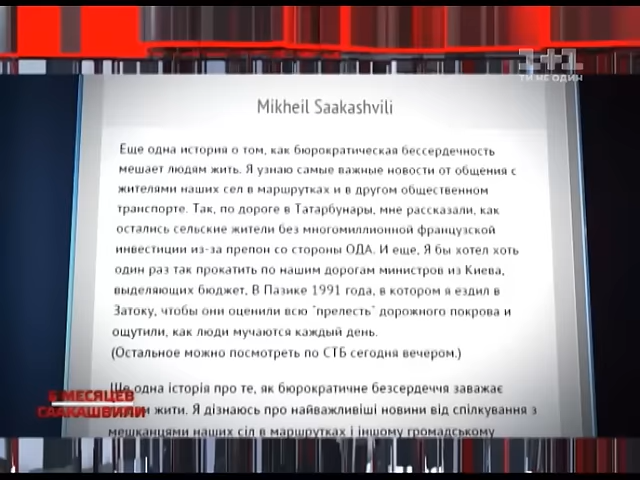 1+1
ТИ НЕ ОДИН
Mikheil Saakashvili
Еще одна история о том, как бюрократическая бессердечность
мешает людям жить. Я узнаю самые важные новости от общения с
жителями наших сел в маршрутках и в другом общественном
транспорте. Так, по дороге в Татарбунары, мне рассказали, как
остались сельские жители без многомиллионной французской
инвестиции из-за препон со стороны ОДА. И еще, Я бы хотел хоть
один раз так прокатить по нашим дорогам министров из Киева,
выделяющих бюджет, В Пазике 1991 года, в котором я ездил в
Затоку, чтобы они оценили всю "прелесть" дорожного покрова и
ощутили, как люди мучаются каждый день.
(Остальное можно посмотреть по СТБ сегодня вечером.)
Ще одна історія про те, як бюрократичне безсердечя заважає
жити. Я дізнаюсь про найважливіші новини від спілкування з
мешканцями наших сіл в маршрутках і іншому громадському
6 МЕСЯЦЕВ
СААКАШВИЛИ